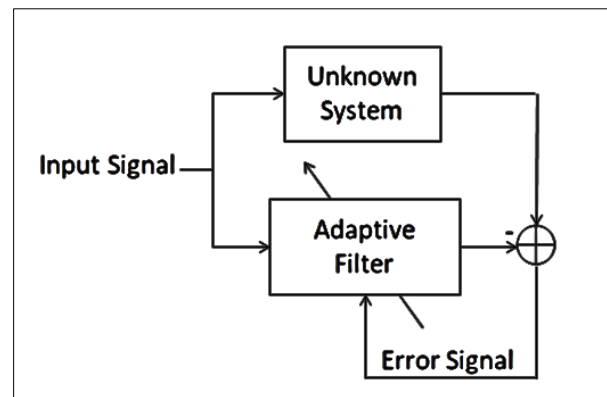 Unknown
System
Input Signal
Adaptive
Filter
-
Error Signal